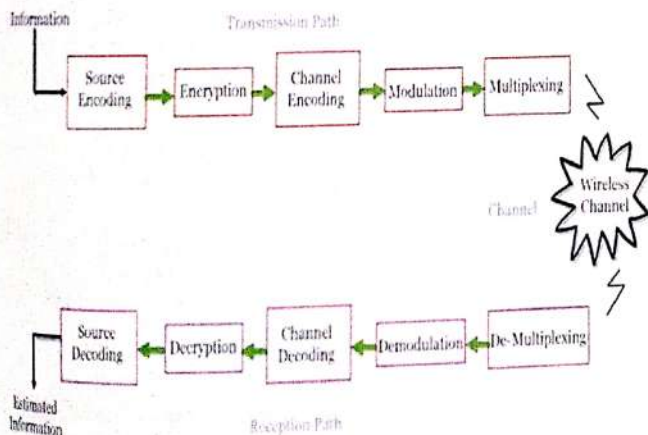 Information
Transmission Path
Source
Encoding
Encryption
Channel
Encoding
Modulation
Multiplexing
Wireless
Channel
Channel
Source
Decoding
Decryption
Channel
Decoding
Demodulation
De-Multiplexing
Estimated
Information
Reception Path